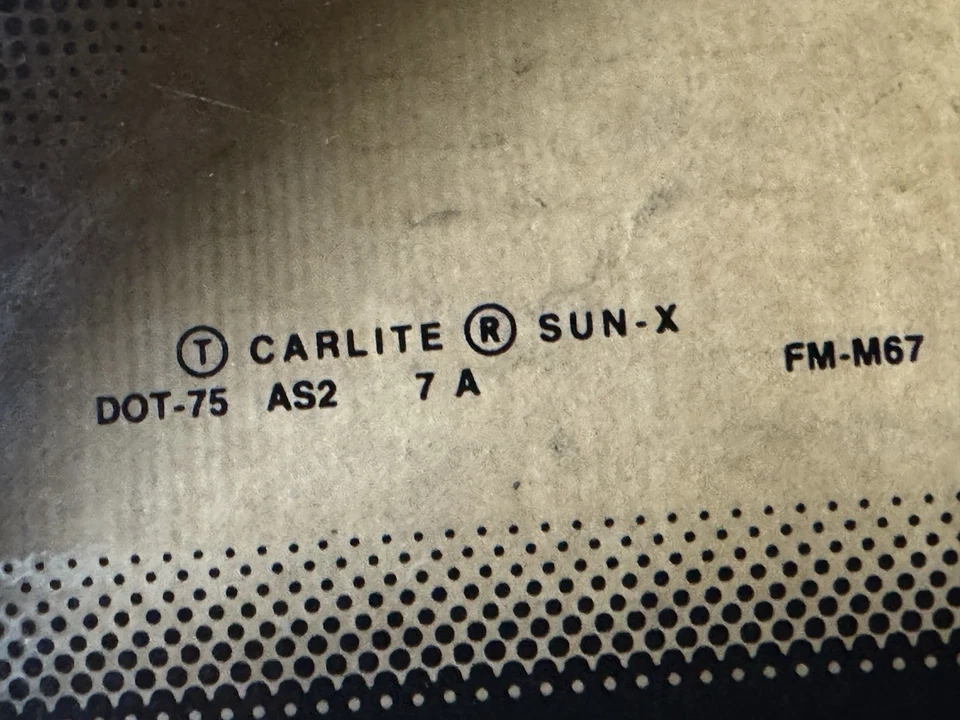 Ⓣ CARLITE ® SUN-X
DOT-75 AS2 7 A
FM-M67